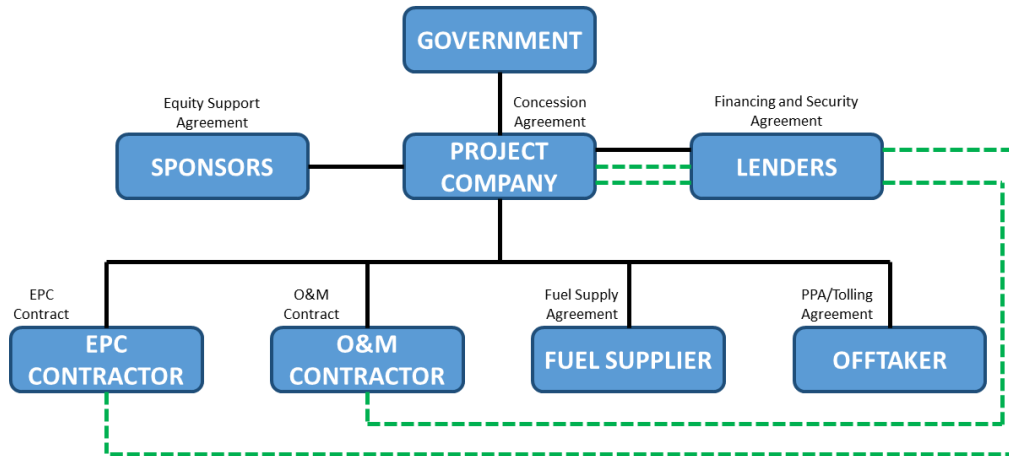 GOVERNMENT
Equity Support
Agreement
Concession
Agreement
Financing and Security
Agreement
SPONSORS
PROJECT
COMPANY
LENDERS
EPC
Contract
O&M
Contract
Fuel Supply
Agreement
PPA/Tolling
Agreement
EPC
CONTRACTOR
O&M
CONTRACTOR
FUEL SUPPLIER
OFFTAKER